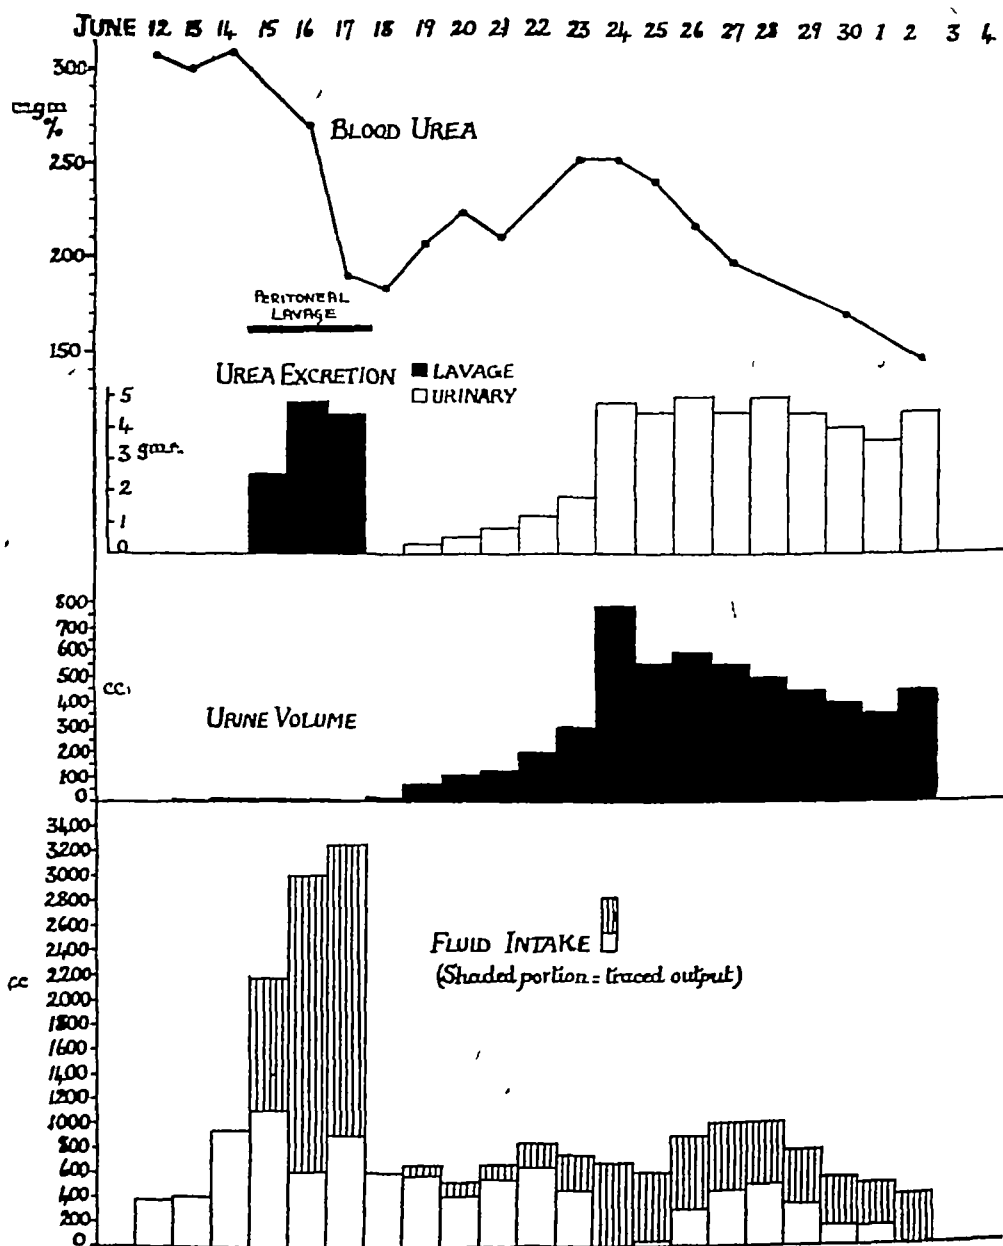 JUNE 12 13 14 15 16 17 18 19 20 21 22 23 24 25 26 27 28 29 30 1 2 3 4
300
mgm
%
BLOOD UREA
250
200
PERITONEAL
LAVAGE
150
UREA EXCRETION LAVAGE
URINARY
5
4
3 gms.
2
1
0
800
700
600
500
cc.
400
URINE VOLUME
300
200
100
0
3400
3200
3000
2800
2600
FLUID INTAKE
2400
(Shaded portion = traced output)
2200
cc
2000
1800
1600
1400
1200
1000
800
600
400
200
0